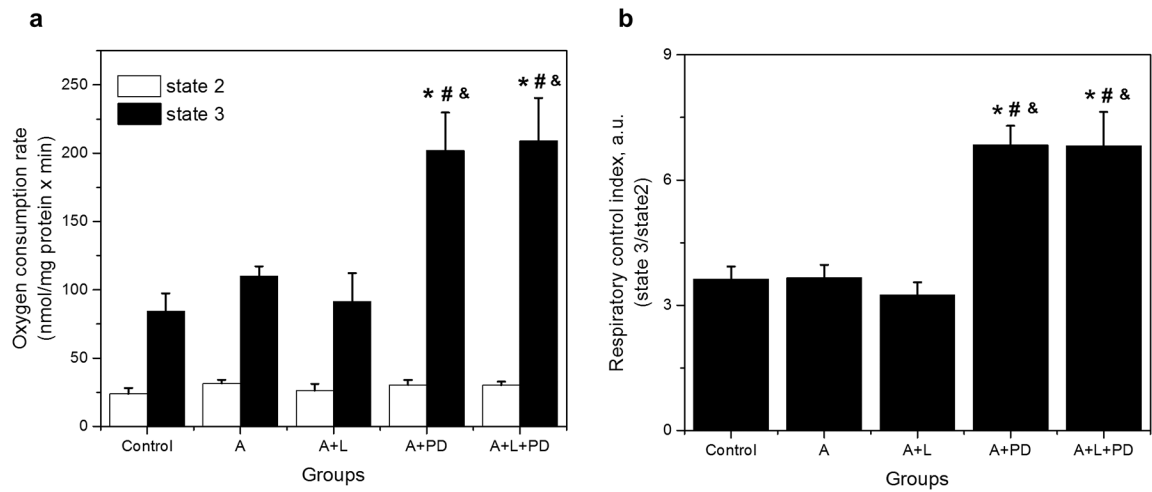 a
Oxygen consumption rate
(nmol/mg protein x min)
250
200
150
100
50
0
state 2
state 3
* # &
* # &
Control
A
A+L
A+PD
A+L+PD
Groups
b
Respiratory control index, a.u.
(state 3/state2)
9
6
3
0
* # &
* # &
Control
A
A+L
A+PD
A+L+PD
Groups